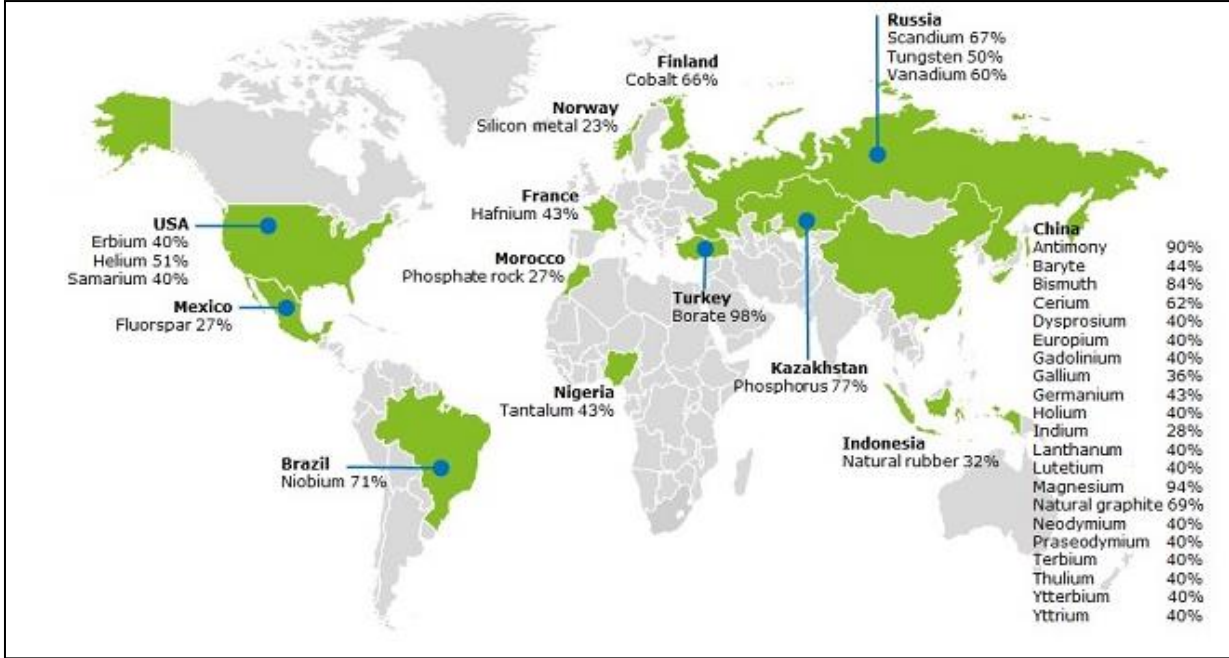 Russia
Scandium 67%
Tungsten 50%
Vanadium 60%
Finland
Cobalt 66%
Norway
Silicon metal 23%
France
Hafnium 43%
USA
Erbium 40%
Helium 51%
Samarium 40%
Morocco
Phosphate rock 27%
Mexico
Fluorspar 27%
Turkey
Borate 98%
Kazakhstan
Phosphorus 77%
Nigeria
Tantalum 43%
Indonesia
Natural rubber 32%
Brazil
Niobium 71%
China
Antimony 90%
Baryte 44%
Bismuth 84%
Cerium 62%
Dysprosium 40%
Europium 40%
Gadolinium 40%
Gallium 36%
Germanium 43%
Holium 40%
Indium 28%
Lanthanum 40%
Lutetium 40%
Magnesium 94%
Natural graphite 69%
Neodymium 40%
Praseodymium 40%
Terbium 40%
Thulium 40%
Ytterbium 40%
Yttrium 40%